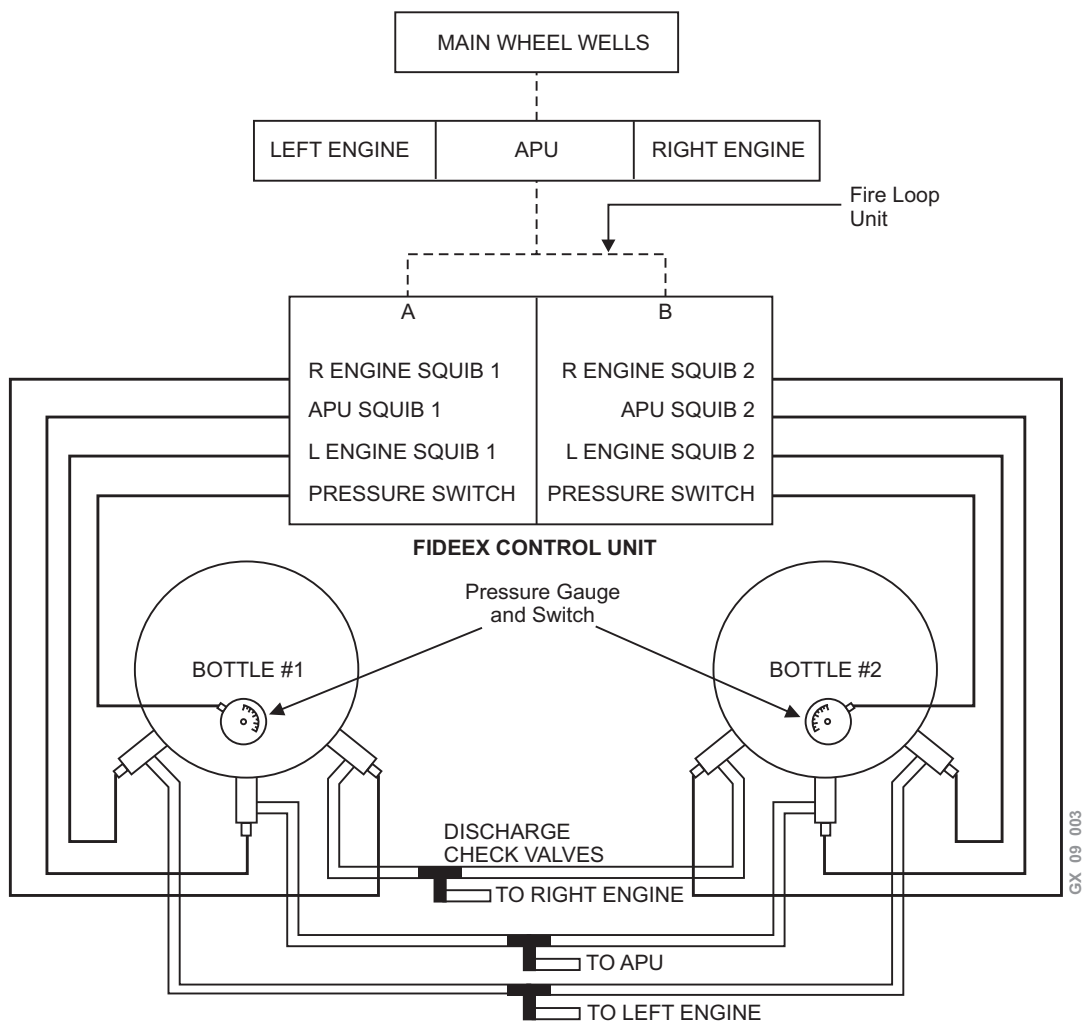 MAIN WHEEL WELLS
LEFT ENGINE
APU
RIGHT ENGINE
Fire Loop
Unit
A
B
R ENGINE SQUIB 1
APU SQUIB 1
L ENGINE SQUIB 1
PRESSURE SWITCH
R ENGINE SQUIB 2
APU SQUIB 2
L ENGINE SQUIB 2
PRESSURE SWITCH
FIDEEX CONTROL UNIT
Pressure Gauge
and Switch
BOTTLE #1
BOTTLE #2
DISCHARGE
CHECK VALVES
TO RIGHT ENGINE
TO APU
TO LEFT ENGINE
GX 09 003